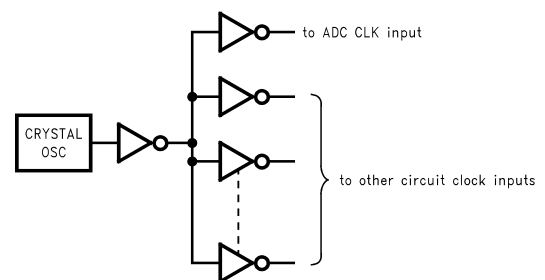 to ADC CLK input
CRYSTAL
OSC
to other circuit clock inputs